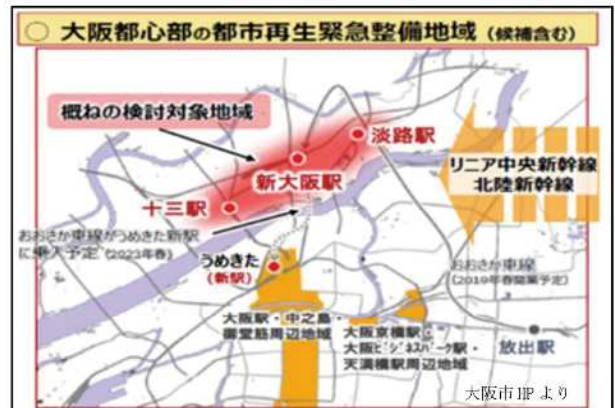 ○ 大阪都心部の都市再生緊急整備地域（候補含む）
概ねの検討対象地域
淡路駅
新大阪駅
十三駅
リニア中央新幹線
北陸新幹線
おおさか東線がうめきた新駅
に乗入予定（2023年春）
うめきた
（新駅）
おおさか東線
（2019年春開業予定）
大阪駅・中之島・
御堂筋周辺地域
大阪京橋駅・
大阪ﾋﾞｼﾞﾈｽﾊﾟｰｸ駅・
天満橋駅周辺地域
放出駅
大阪市HPより